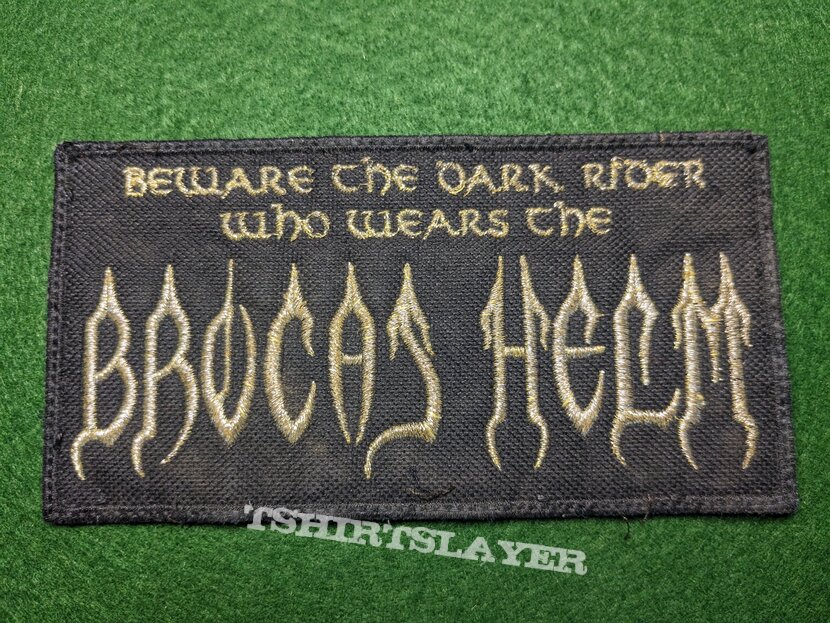 BEWARE THE DARK RIDER
WHO WEARS THE
BROCAS HELM
TSHIRTSLAYER